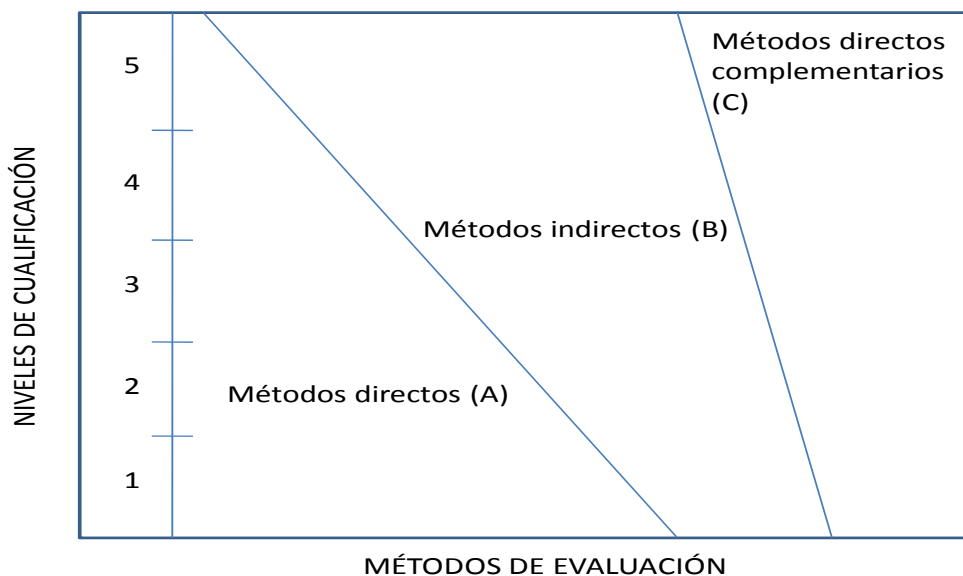 Métodos directos
complementarios
(C)
5
4
Métodos indirectos (B)
3
Métodos directos (A)
2
1
NIVELES DE CUALIFICACIÓN
MÉTODOS DE EVALUACIÓN